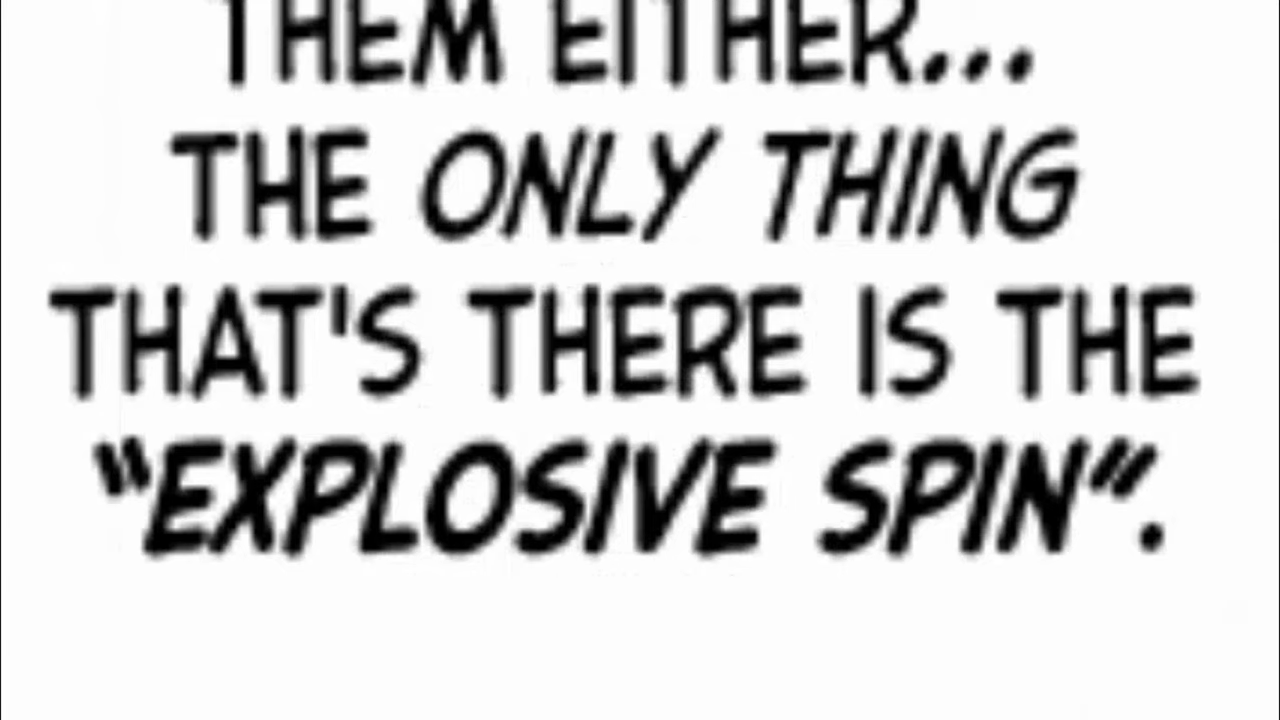 THEM EITHER...
THE ONLY THING
THAT'S THERE IS THE
“EXPLOSIVE SPIN”.